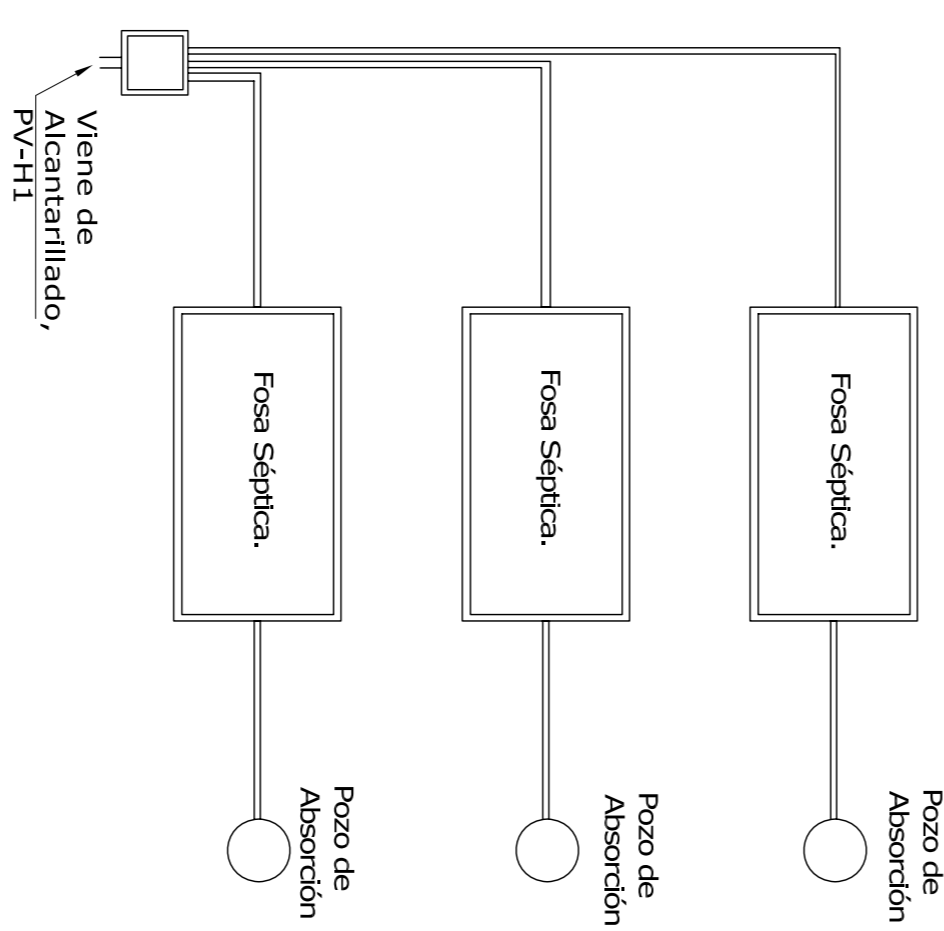 Viene de
Alcantarillado,
PV-H1
Fosa Séptica.
Fosa Séptica.
Fosa Séptica.
Pozo de
Absorción
Pozo de
Absorción
Pozo de
Absorción